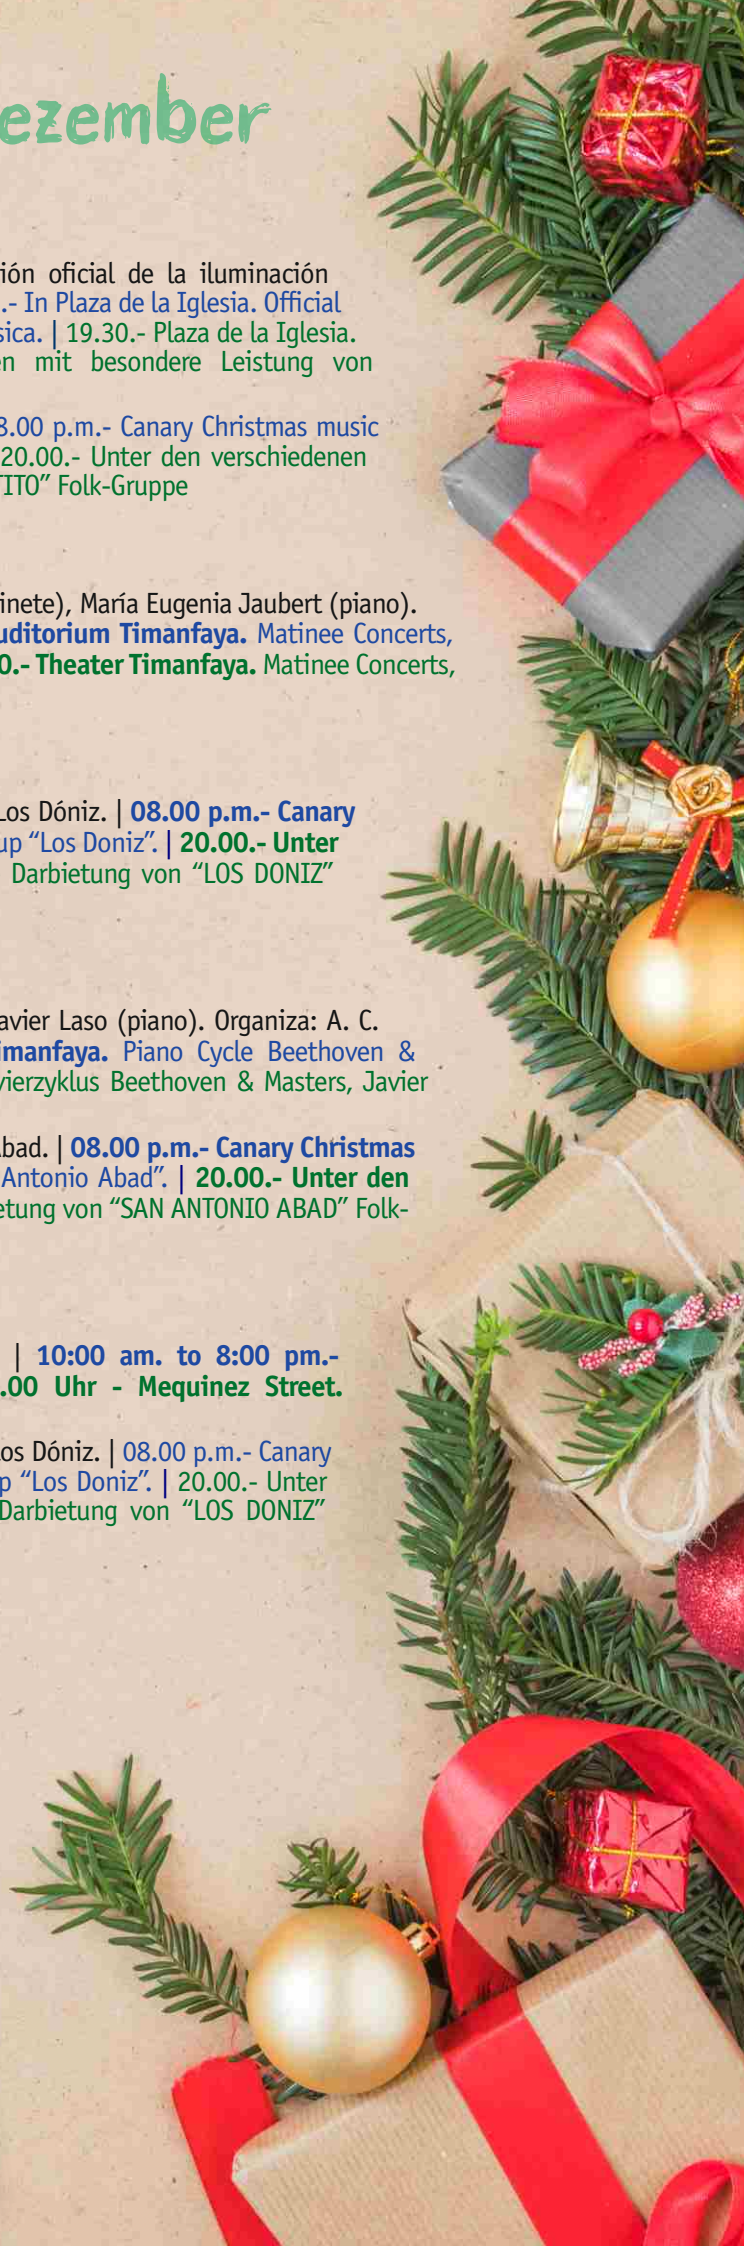 ezember
ión oficial de la iluminación
.- In Plaza de la Iglesia. Official
sica. | 19.30.- Plaza de la Iglesia.
en mit besondere Leistung von
8.00 p.m.- Canary Christmas music
20.00.- Unter den verschiedenen
TITO” Folk-Gruppe
inete), María Eugenia Jaubert (piano).
uditorium Timanfaya. Matinee Concerts,
0.- Theater Timanfaya. Matinee Concerts,
Los Dóniz. | 08.00 p.m.- Canary
up “Los Doniz”. | 20.00.- Unter
Darbietung von “LOS DONIZ”
avier Laso (piano). Organiza: A. C.
imanfaya. Piano Cycle Beethoven &
vierzyklus Beethoven & Masters, Javier
Abad. | 08.00 p.m.- Canary Christmas
Antonio Abad”. | 20.00.- Unter den
etung von “SAN ANTONIO ABAD” Folk-
| 10:00 am. to 8:00 pm.-
.00 Uhr - Mequinez Street.
Los Dóniz. | 08.00 p.m.- Canary
p “Los Doniz”. | 20.00.- Unter
Darbietung von “LOS DONIZ”